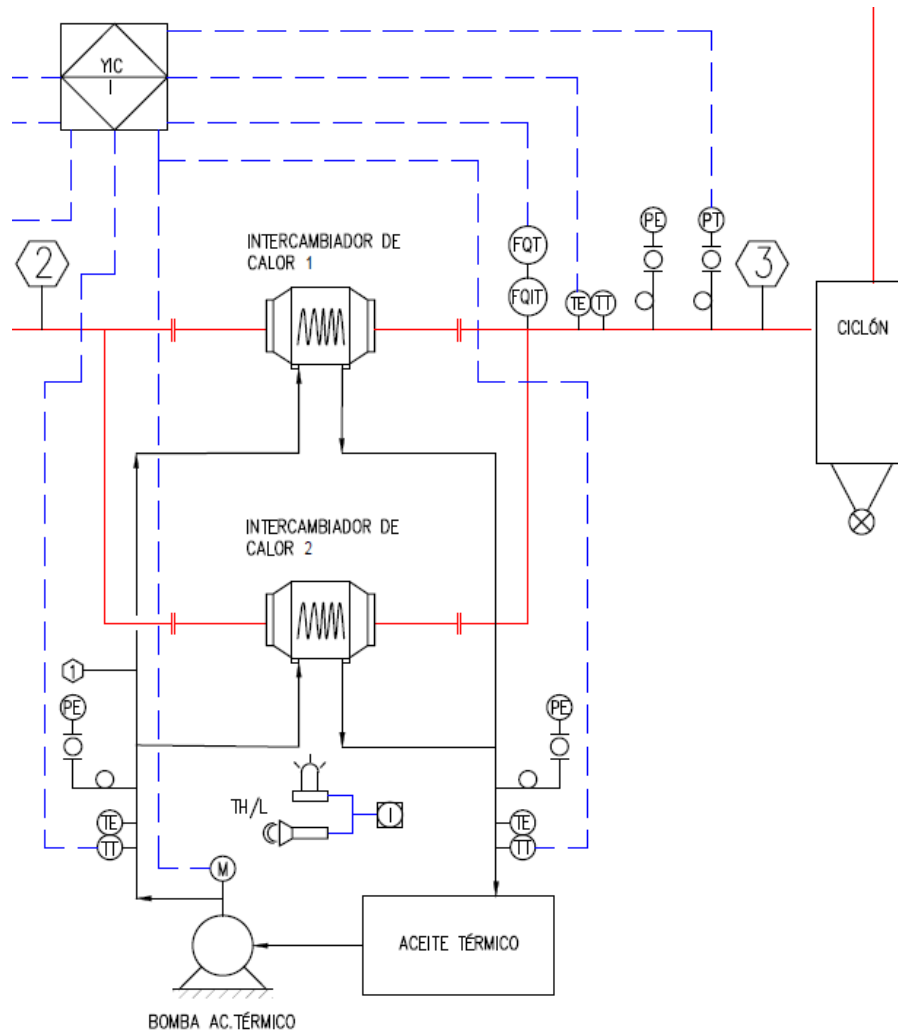 YIC
I
PE
PT
INTERCAMBIADOR DE
CALOR 1
FQT
2
3
FQIT
TE
TT
CICLÓN
INTERCAMBIADOR DE
CALOR 2
1
PE
PE
TH/L
I
TE
TT
TE
TT
M
ACEITE TÉRMICO
BOMBA AC.TÉRMICO